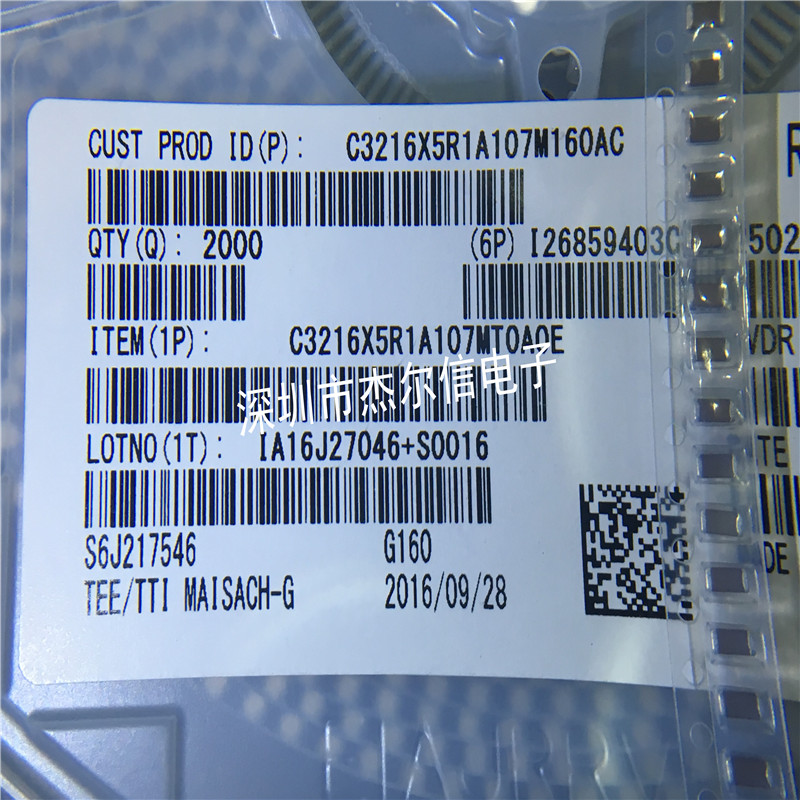 CUST PROD ID(P): C3216X5R1A107M160AC
QTY(Q): 2000 (6P) I26859403C 502
ITEM(1P): C3216X5R1A107MT0A0E
VDR
深圳市杰尔信电子
LOTNO(1T): IA16J27046+S0016
TE
S6J217546 G160
DE
TEE/TTI MAISACH-G 2016/09/28